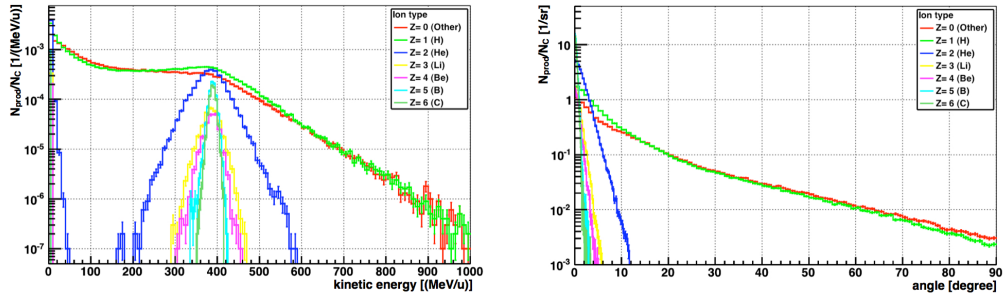 N_prod/N_C [1/(MeV/u)]
10^-3
10^-4
10^-5
10^-6
10^-7
0 100 200 300 400 500 600 700 800 900 1000
kinetic energy [(MeV/u)]
Ion type
Z= 0 (Other)
Z= 1 (H)
Z= 2 (He)
Z= 3 (Li)
Z= 4 (Be)
Z= 5 (B)
Z= 6 (C)
N_prod/N_C [1/sr]
10
1
10^-1
10^-2
10^-3
0 10 20 30 40 50 60 70 80 90
angle [degree]
Ion type
Z= 0 (Other)
Z= 1 (H)
Z= 2 (He)
Z= 3 (Li)
Z= 4 (Be)
Z= 5 (B)
Z= 6 (C)